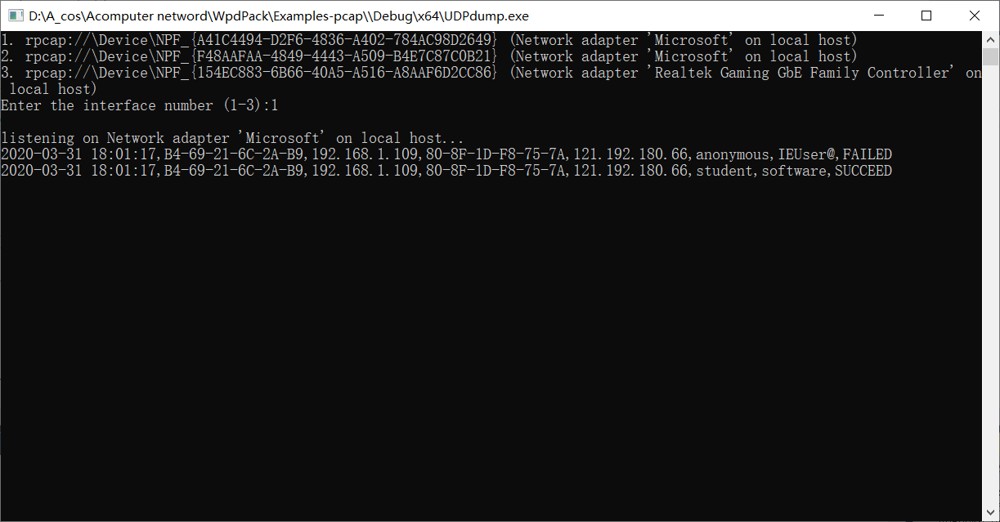 D:\A_cos\Acomputer netword\WpdPack\Examples-pcap\\Debug\x64\UDPdump.exe
1. rpcap://\Device\NPF_{A41C4494-D2F6-4836-A402-784AC98D2649} (Network adapter 'Microsoft' on local host)
2. rpcap://\Device\NPF_{F48AAFAA-4849-4443-A509-B4E7C87C0B21} (Network adapter 'Microsoft' on local host)
3. rpcap://\Device\NPF_{154EC883-6B66-40A5-A516-A8AAF6D2CC86} (Network adapter 'Realtek Gaming GbE Family Controller' on
local host)
Enter the interface number (1-3):1
listening on Network adapter 'Microsoft' on local host...
2020-03-31 18:01:17,B4-69-21-6C-2A-B9,192.168.1.109,80-8F-1D-F8-75-7A,121.192.180.66,anonymous,IEUser@,FAILED
2020-03-31 18:01:17,B4-69-21-6C-2A-B9,192.168.1.109,80-8F-1D-F8-75-7A,121.192.180.66,student,software,SUCCEED